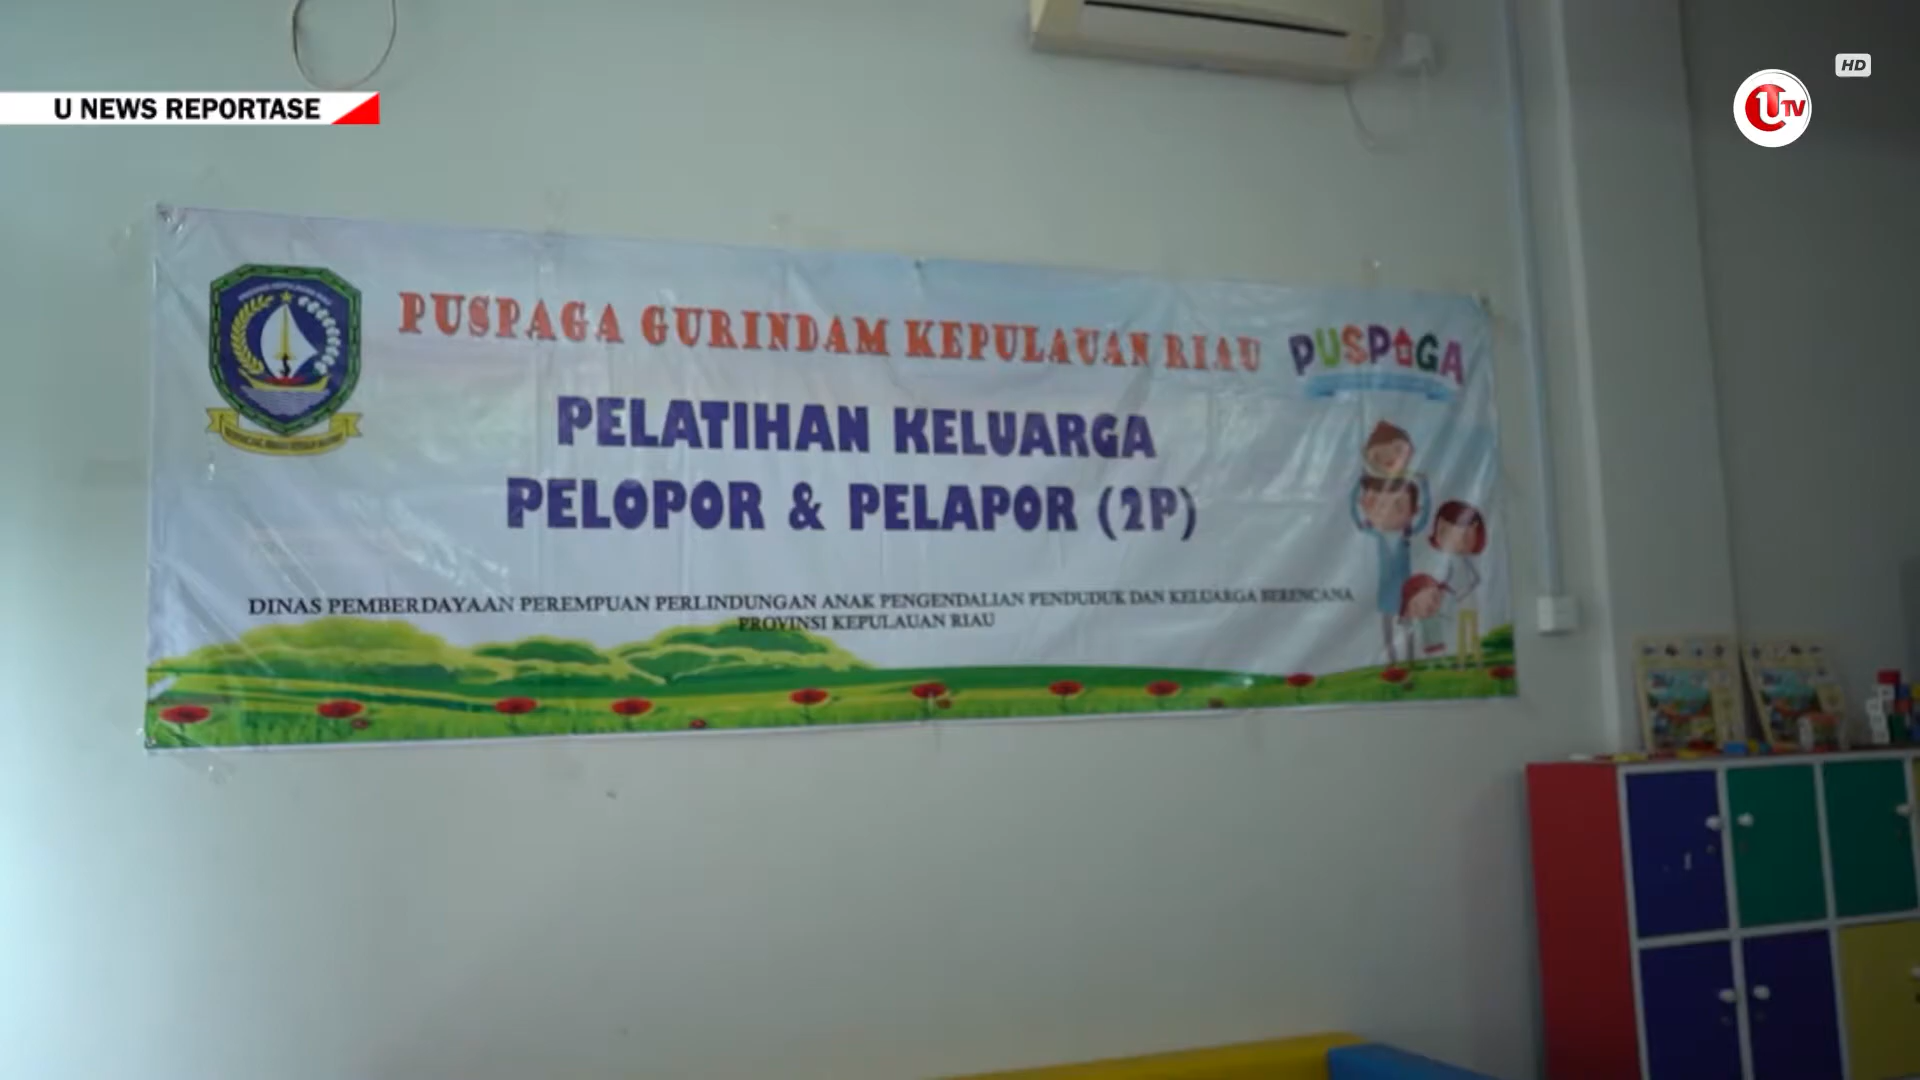 HD
U NEWS REPORTASE
UTV
PUSPAGA GURINDAM KEPULAUAN RIAU
PUSPAGA
PELATIHAN KELUARGA
PELOPOR & PELAPOR (2P)
DINAS PEMBERDAYAAN PEREMPUAN PERLINDUNGAN ANAK PENGENDALIAN PENDUDUK DAN KELUARGA BERENCANA
PROVINSI KEPULAUAN RIAU